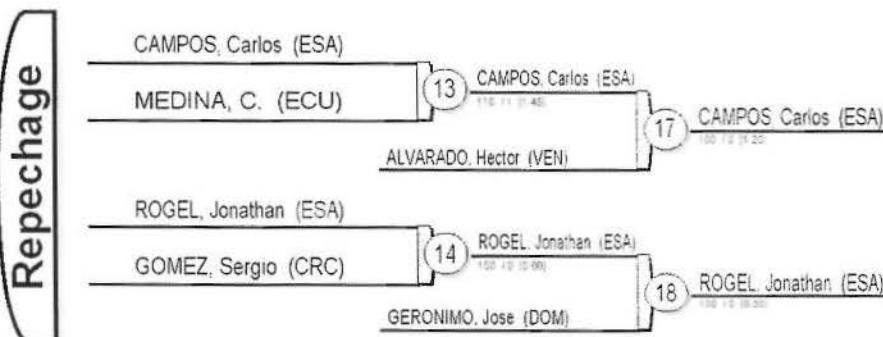 Repechage
CAMPOS, Carlos (ESA)
MEDINA, C. (ECU)
13
CAMPOS, Carlos (ESA)
ALVARADO, Hector (VEN)
17
CAMPOS, Carlos (ESA)
ROGEL, Jonathan (ESA)
GOMEZ, Sergio (CRC)
14
ROGEL, Jonathan (ESA)
GERONIMO, Jose (DOM)
18
ROGEL, Jonathan (ESA)